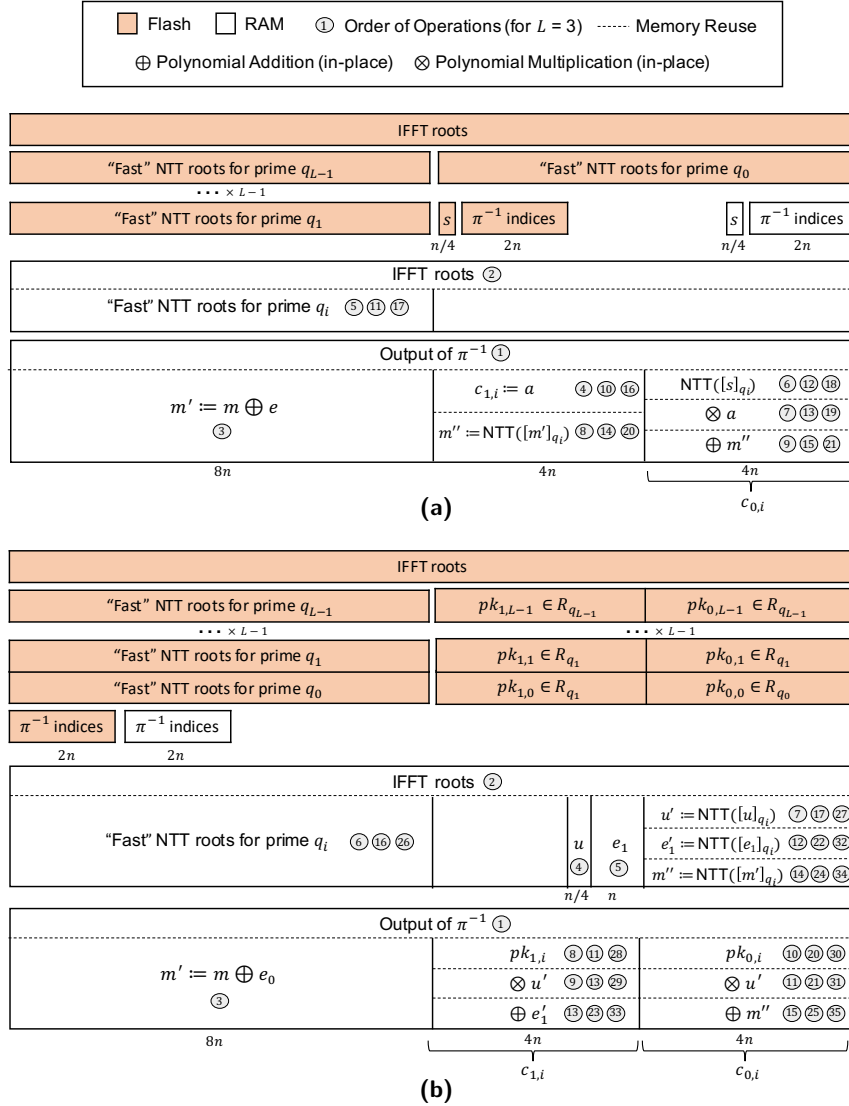 Flash RAM ① Order of Operations (for L = 3) Memory Reuse
⊕ Polynomial Addition (in-place) ⊗ Polynomial Multiplication (in-place)
IFFT roots
“Fast” NTT roots for prime q_{L−1} “Fast” NTT roots for prime q_0
··· × L − 1
“Fast” NTT roots for prime q_1 s π^{−1} indices s π^{−1} indices
n/4 2n n/4 2n
IFFT roots ②
“Fast” NTT roots for prime q_i ⑤ ⑪ ⑰
Output of π^{−1} ①
m′ ≔ m ⊕ e
③
c_{1,i} ≔ a ④ ⑩ ⑯
m′′ ≔ NTT([m′]_{q_i}) ⑧ ⑭ ⑳
NTT([s]_{q_i}) ⑥ ⑫ ⑱
⊗ a ⑦ ⑬ ⑲
⊕ m′′ ⑨ ⑮ ㉑
8n 4n 4n
c_{0,i}
(a)
IFFT roots
“Fast” NTT roots for prime q_{L−1} pk_{1,L−1} ∈ R_{q_{L−1}} pk_{0,L−1} ∈ R_{q_{L−1}}
··· × L − 1 ··· × L − 1
“Fast” NTT roots for prime q_1 pk_{1,1} ∈ R_{q_1} pk_{0,1} ∈ R_{q_1}
“Fast” NTT roots for prime q_0 pk_{1,0} ∈ R_{q_1} pk_{0,0} ∈ R_{q_0}
π^{−1} indices π^{−1} indices
2n 2n
IFFT roots ②
“Fast” NTT roots for prime q_i ⑥ ⑯ ㉖
u
④
e_1
⑤
u′ ≔ NTT([u]_{q_i}) ⑦ ⑰ ㉗
e′_1 ≔ NTT([e_1]_{q_i}) ⑫ ㉒ ㉜
m′′ ≔ NTT([m′]_{q_i}) ⑭ ㉔ ㉞
n/4 n
Output of π^{−1} ①
m′ ≔ m ⊕ e_0
③
pk_{1,i} ⑧ ⑪ ㉘
⊗ u′ ⑨ ⑬ ㉙
⊕ e′_1 ⑬ ㉓ ㉝
pk_{0,i} ⑩ ⑳ ㉚
⊗ u′ ⑪ ㉑ ㉛
⊕ m′′ ⑮ ㉕ ㉟
8n 4n 4n
c_{1,i} c_{0,i}
(b)